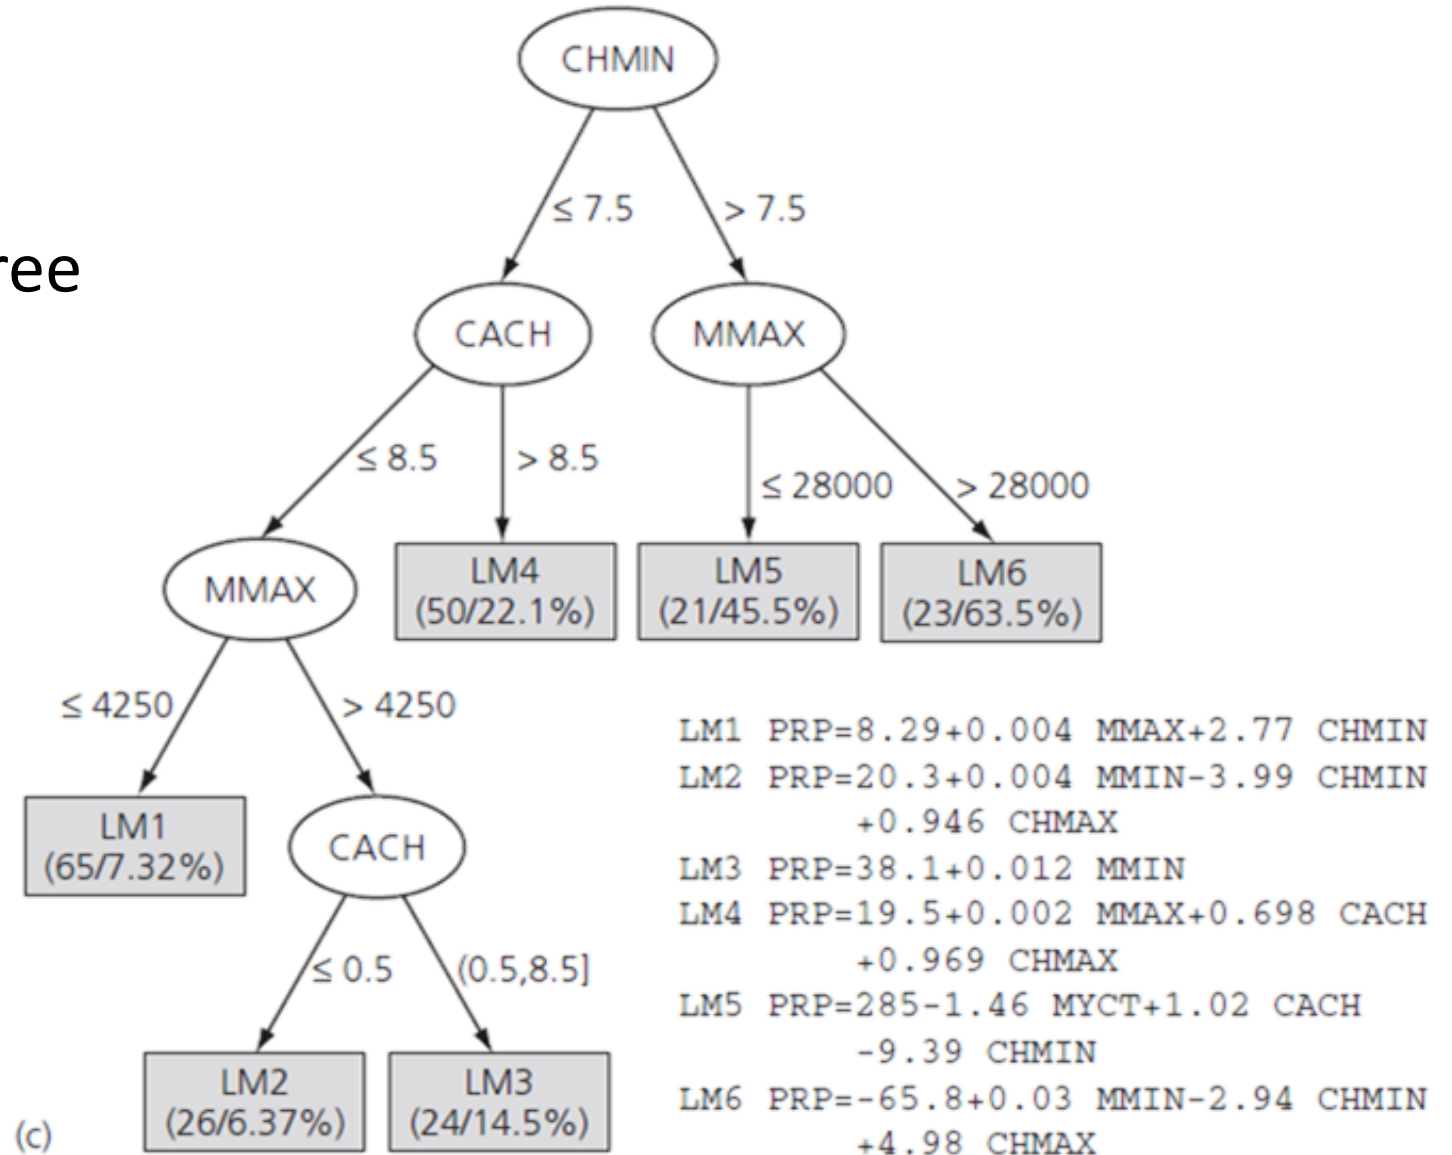 CHMIN
≤ 7.5
> 7.5
ree
CACH
MMAX
≤ 8.5
> 8.5
≤ 28000
> 28000
MMAX
LM4
(50/22.1%)
LM5
(21/45.5%)
LM6
(23/63.5%)
≤ 4250
> 4250
LM1
(65/7.32%)
CACH
≤ 0.5
(0.5,8.5]
LM2
(26/6.37%)
LM3
(24/14.5%)
LM1 PRP=8.29+0.004 MMAX+2.77 CHMIN
LM2 PRP=20.3+0.004 MMIN-3.99 CHMIN
+0.946 CHMAX
LM3 PRP=38.1+0.012 MMIN
LM4 PRP=19.5+0.002 MMAX+0.698 CACH
+0.969 CHMAX
LM5 PRP=285-1.46 MYCT+1.02 CACH
-9.39 CHMIN
LM6 PRP=-65.8+0.03 MMIN-2.94 CHMIN
+4.98 CHMAX
(c)